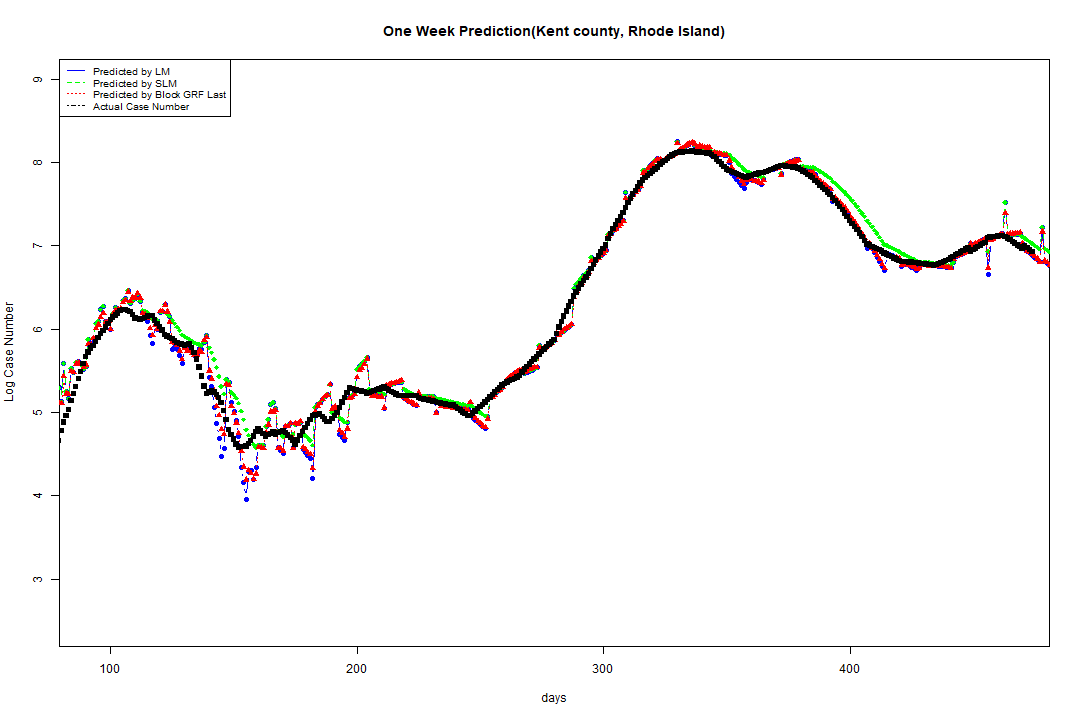 One Week Prediction(Kent county, Rhode Island)
Predicted by LM
Predicted by SLM
Predicted by Block GRF Last
Actual Case Number
Log Case Number
9
8
7
6
5
4
3
100 200 300 400
days